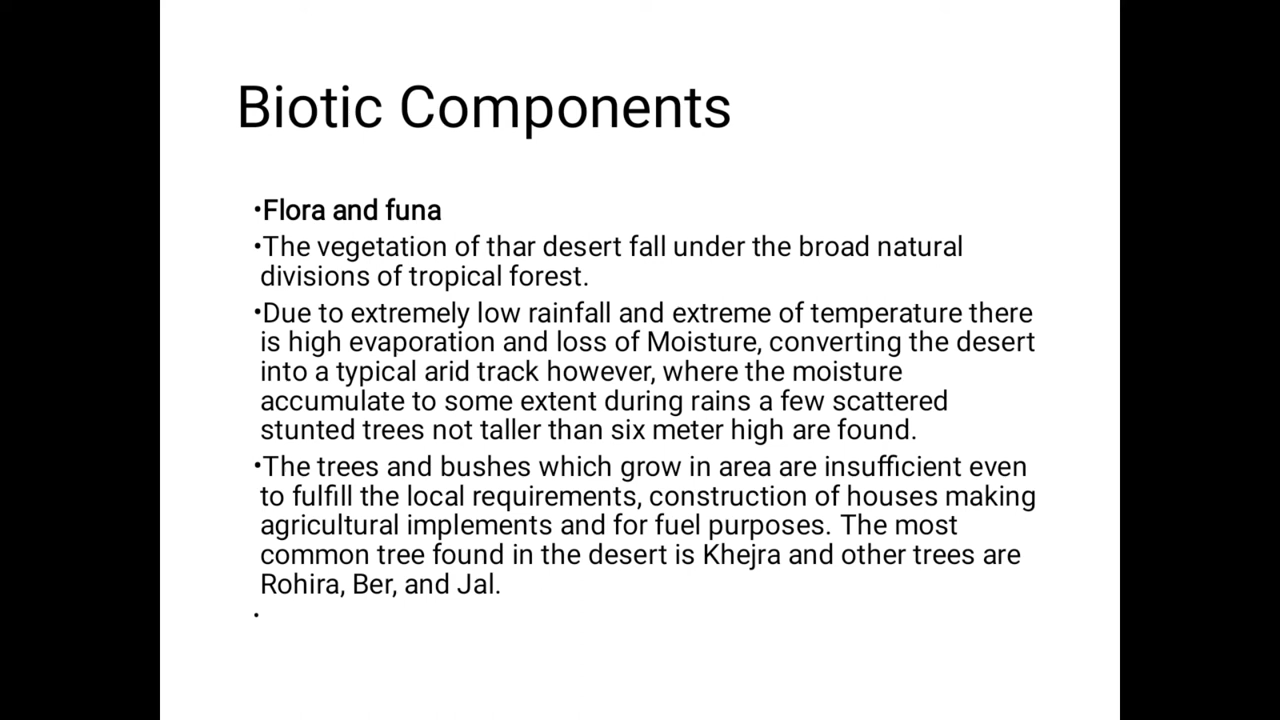 Biotic Components
•Flora and funa
•The vegetation of thar desert fall under the broad natural
divisions of tropical forest.
•Due to extremely low rainfall and extreme of temperature there
is high evaporation and loss of Moisture, converting the desert
into a typical arid track however, where the moisture
accumulate to some extent during rains a few scattered
stunted trees not taller than six meter high are found.
•The trees and bushes which grow in area are insufficient even
to fulfill the local requirements, construction of houses making
agricultural implements and for fuel purposes. The most
common tree found in the desert is Khejra and other trees are
Rohira, Ber, and Jal.
•